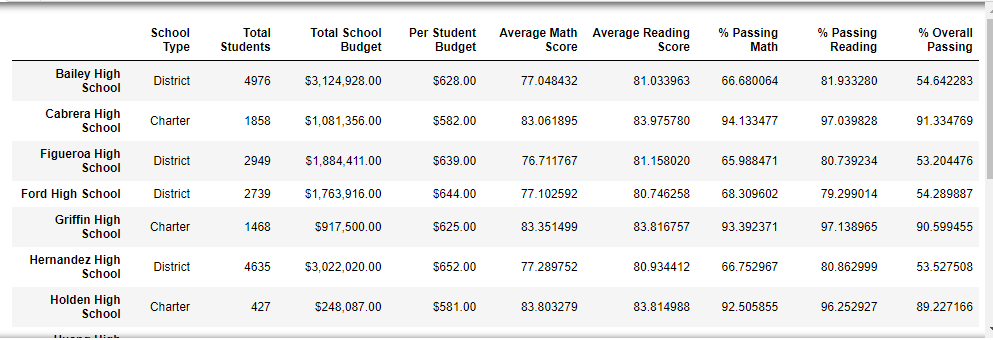 School Type Total Students Total School Budget Per Student Budget Average Math Score Average Reading Score % Passing Math % Passing Reading % Overall Passing
Bailey High School District 4976 $3,124,928.00 $628.00 77.048432 81.033963 66.680064 81.933280 54.642283
Cabrera High School Charter 1858 $1,081,356.00 $582.00 83.061895 83.975780 94.133477 97.039828 91.334769
Figueroa High School District 2949 $1,884,411.00 $639.00 76.711767 81.158020 65.988471 80.739234 53.204476
Ford High School District 2739 $1,763,916.00 $644.00 77.102592 80.746258 68.309602 79.299014 54.289887
Griffin High School Charter 1468 $917,500.00 $625.00 83.351499 83.816757 93.392371 97.138965 90.599455
Hernandez High School District 4635 $3,022,020.00 $652.00 77.289752 80.934412 66.752967 80.862999 53.527508
Holden High School Charter 427 $248,087.00 $581.00 83.803279 83.814988 92.505855 96.252927 89.227166